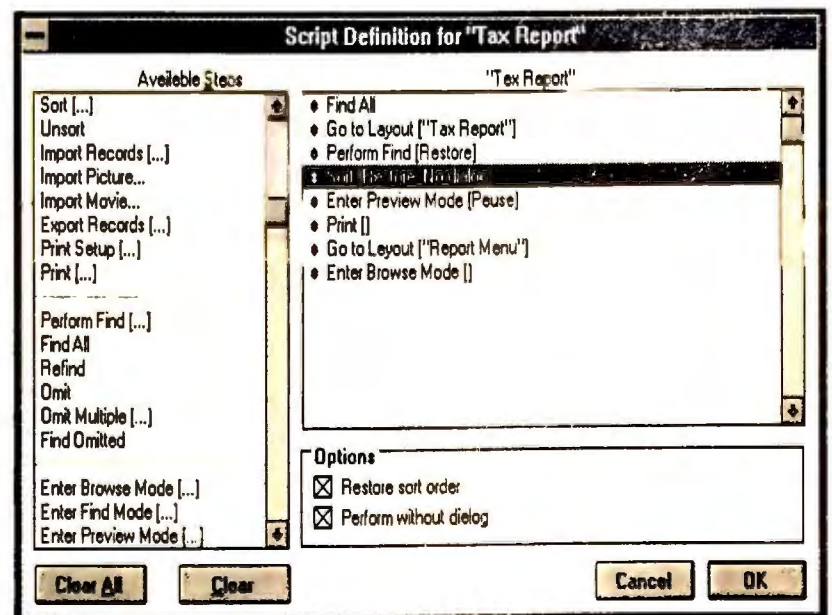 Script Definition for "Tax Report"
Available Steps
Sort [...]
Unsort
Import Records [...]
Import Picture...
Import Movie...
Export Records [...]
Print Setup [...]
Print [...]
Perform Find [...]
Find All
Refind
Omit
Omit Multiple [...]
Find Omitted
Enter Browse Mode [...]
Enter Find Mode [...]
Enter Preview Mode [...]
"Tax Report"
Find All
Go to Layout ["Tax Report"]
Perform Find [Restore]
Sort [Restore, No dialog]
Enter Preview Mode [Pause]
Print []
Go to Layout ["Report Menu"]
Enter Browse Mode []
Options
Restore sort order
Perform without dialog
Clear All
Clear
Cancel
OK